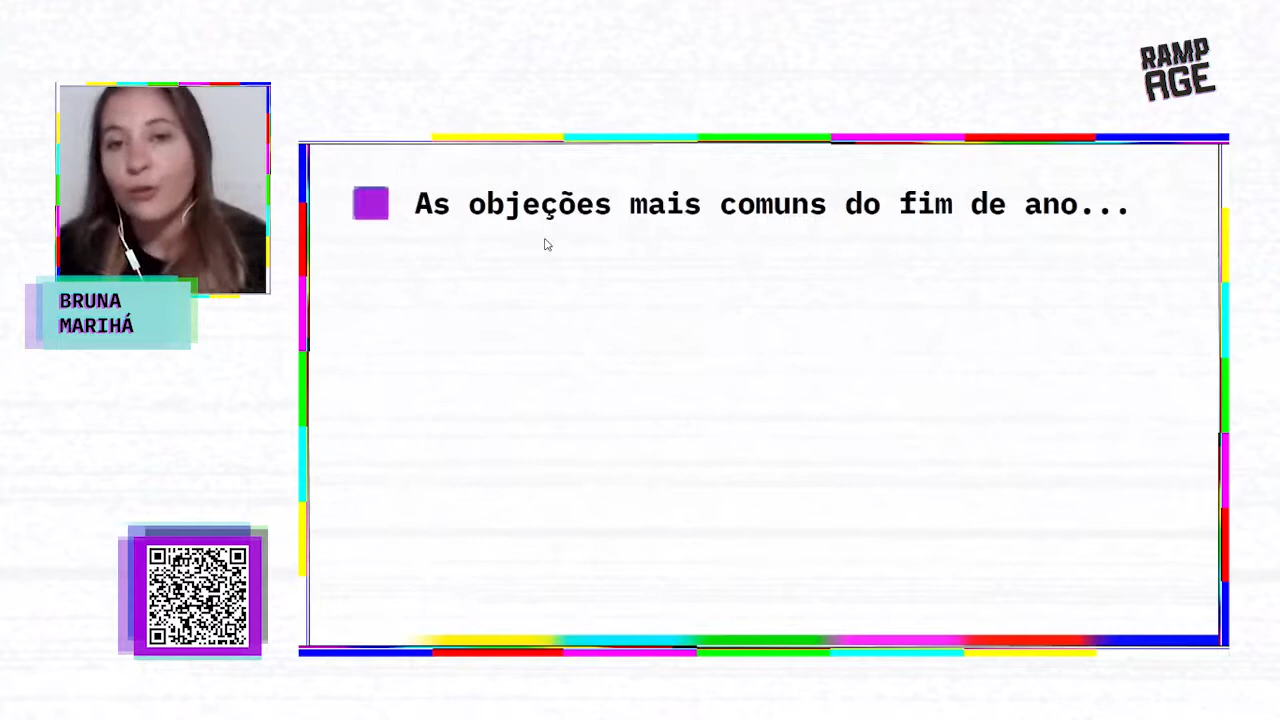 RAMP
AGE
As objeções mais comuns do fim de ano...
BRUNA
MARIHÁ